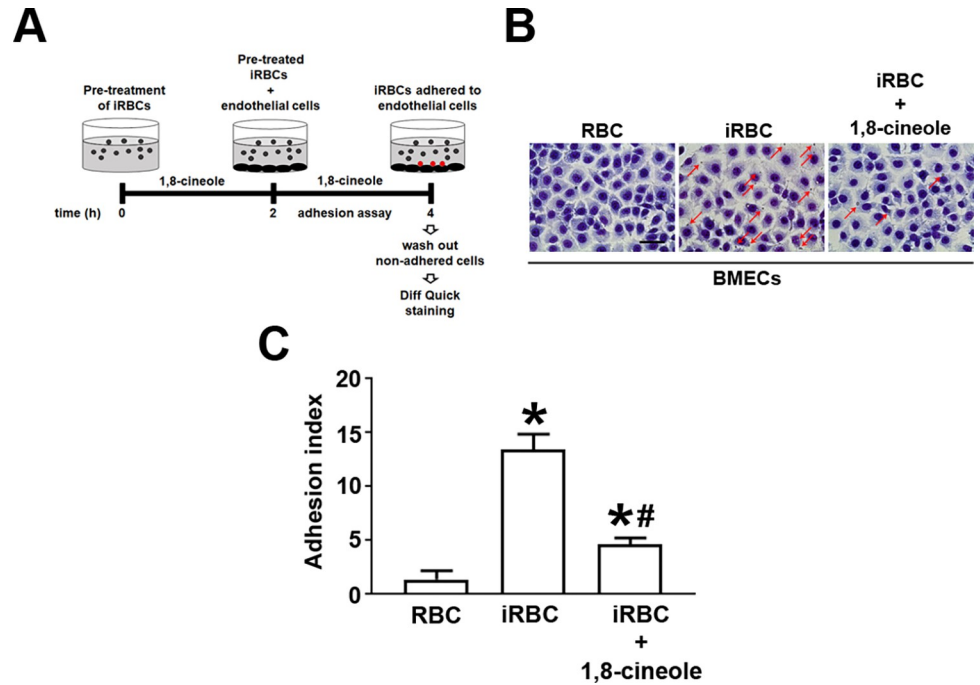 A
Pre-treatment
of iRBCs
Pre-treated
iRBCs
+
endothelial cells
iRBCs adhered to
endothelial cells
1,8-cineole
1,8-cineole
time (h)
0
2
adhesion assay
4
wash out
non-adhered cells
Diff Quick
staining
B
RBC
iRBC
iRBC
+
1,8-cineole
BMECs
C
Adhesion index
20
15
10
5
0
*
*#
RBC
iRBC
iRBC
+
1,8-cineole